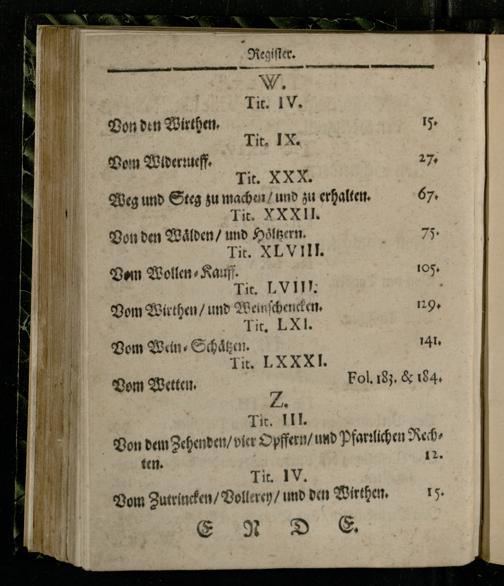 Register.
W.
Tit. IV.
Von den Wirthen. 15.
Tit. IX.
Vom Widerrueff. 27.
Tit. XXX.
Weg und Steg zu machen/ und zu erhalten. 67.
Tit. XXXII.
Von den Wälden/ und Höltzern. 75.
Tit. XLVIII.
Vom Wollen-Kauff. 105.
Tit. LVIII.
Vom Wirthen/ und Weinschencken. 129.
Tit. LXI.
Vom Wein-Schätzen. 141.
Tit. LXXXI.
Vom Wetten. Fol. 183. & 184.
Z.
Tit. III.
Von dem Zehenden/ vier Opffern/ und Pfarrlichen Rech-
ten. 12.
Tit. IV.
Vom Zutrincken/ Vollerey/ und den Wirthen. 15.
E N D E.